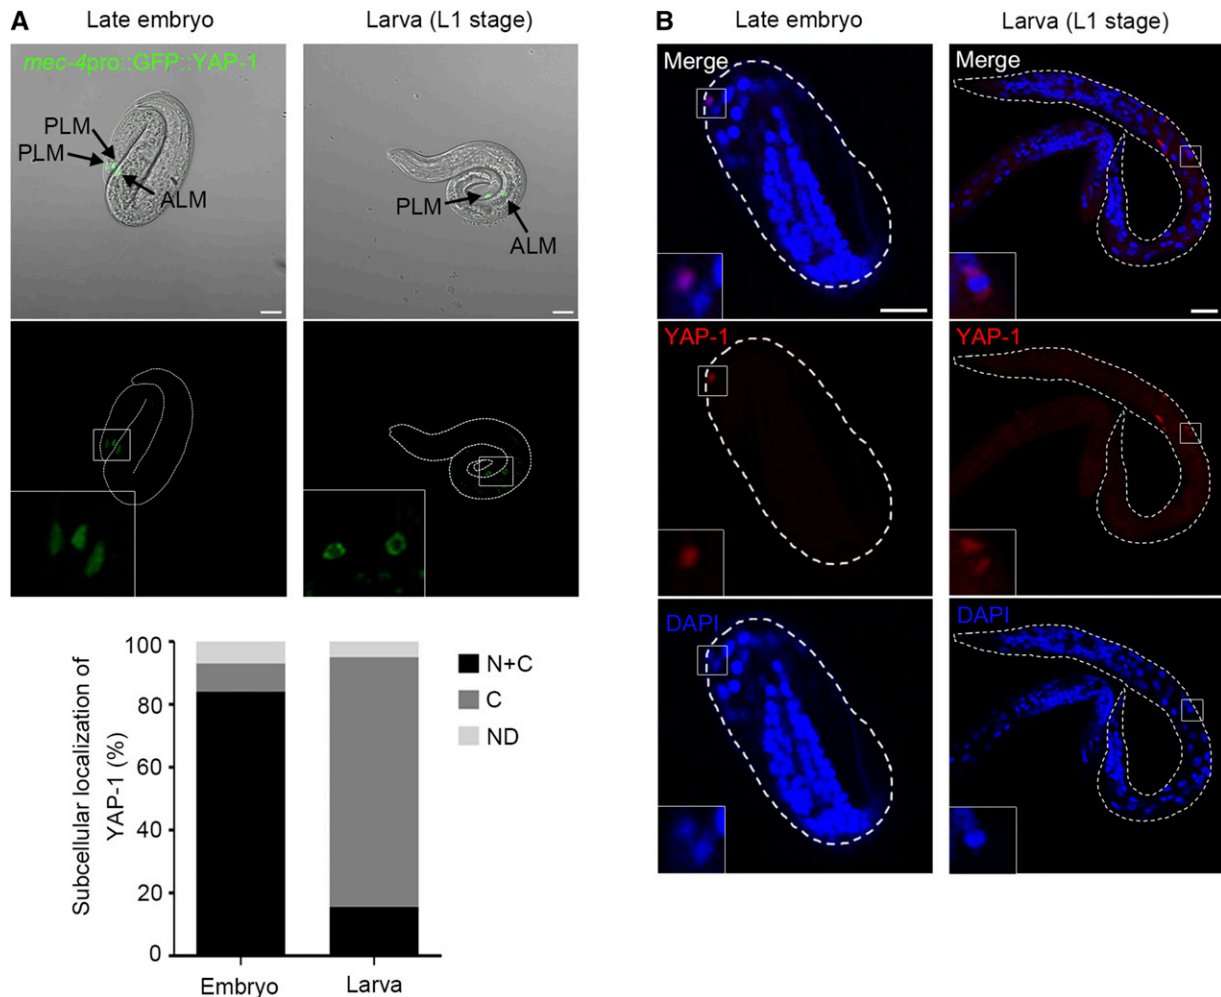 A
Late embryo
Larva (L1 stage)
mec-4pro::GFP::YAP-1
PLM
PLM
ALM
PLM
ALM
100
80
60
40
20
0
Subcellular localization of
YAP-1 (%)
N+C
C
ND
Embryo
Larva
B
Late embryo
Larva (L1 stage)
Merge
Merge
YAP-1
YAP-1
DAPI
DAPI